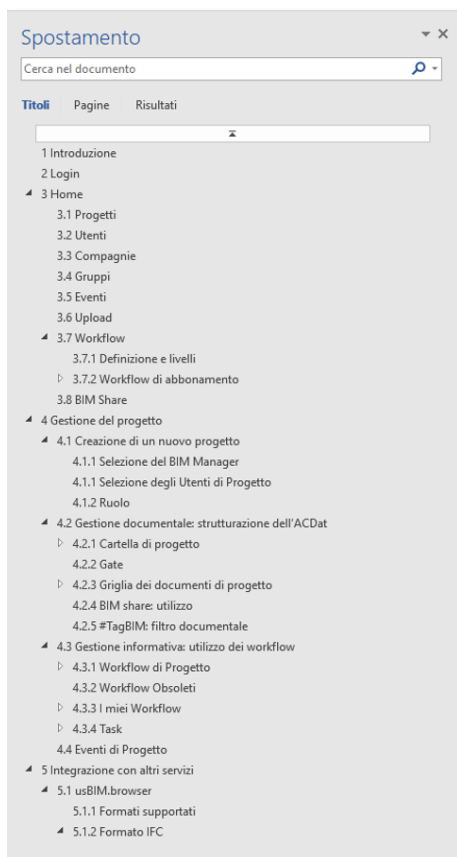 Spostamento
Cerca nel documento
Titoli Pagine Risultati
1 Introduzione
2 Login
3 Home
3.1 Progetti
3.2 Utenti
3.3 Compagnie
3.4 Gruppi
3.5 Eventi
3.6 Upload
3.7 Workflow
3.7.1 Definizione e livelli
3.7.2 Workflow di abbonamento
3.8 BIM Share
4 Gestione del progetto
4.1 Creazione di un nuovo progetto
4.1.1 Selezione del BIM Manager
4.1.1 Selezione degli Utenti di Progetto
4.1.2 Ruolo
4.2 Gestione documentale: strutturazione dell'ACDat
4.2.1 Cartella di progetto
4.2.2 Gate
4.2.3 Griglia dei documenti di progetto
4.2.4 BIM share: utilizzo
4.2.5 #TagBIM: filtro documentale
4.3 Gestione informativa: utilizzo dei workflow
4.3.1 Workflow di Progetto
4.3.2 Workflow Obsoleti
4.3.3 I miei Workflow
4.3.4 Task
4.4 Eventi di Progetto
5 Integrazione con altri servizi
5.1 usBIM.browser
5.1.1 Formati supportati
5.1.2 Formato IFC